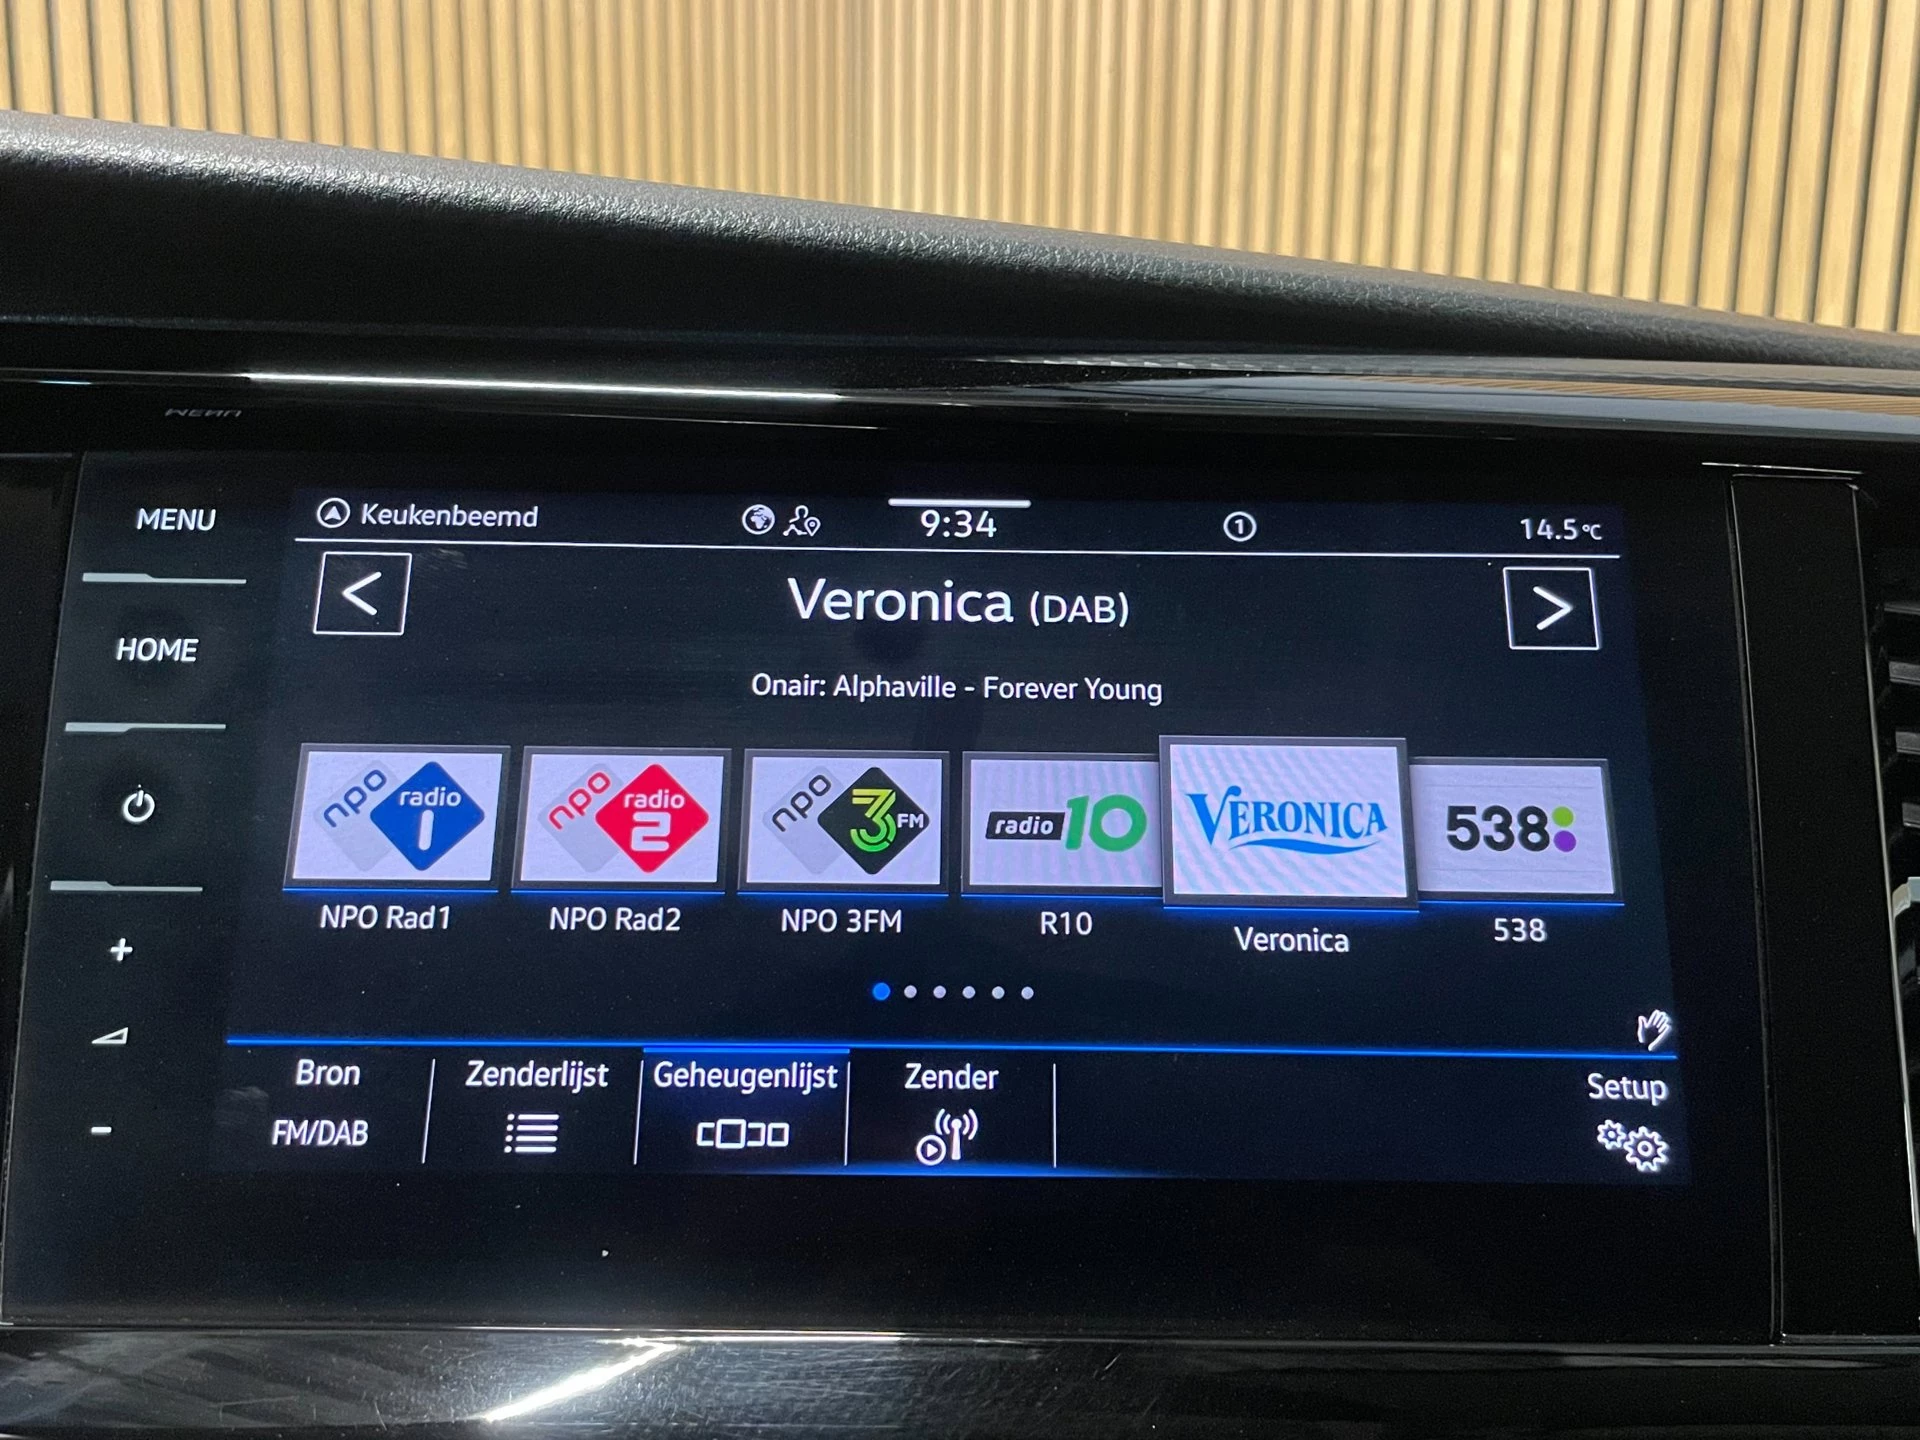 MENU
HOME
Keukenbeemd
9:34
1
14.5°C
<
Veronica (DAB)
>
Onair: Alphaville - Forever Young
npo radio 1
npo radio 2
npo 3FM
radio 10
VERONICA
538
NPO Rad1
NPO Rad2
NPO 3FM
R10
Veronica
538
+
-
Bron
FM/DAB
Zenderlijst
Geheugenlijst
Zender
Setup